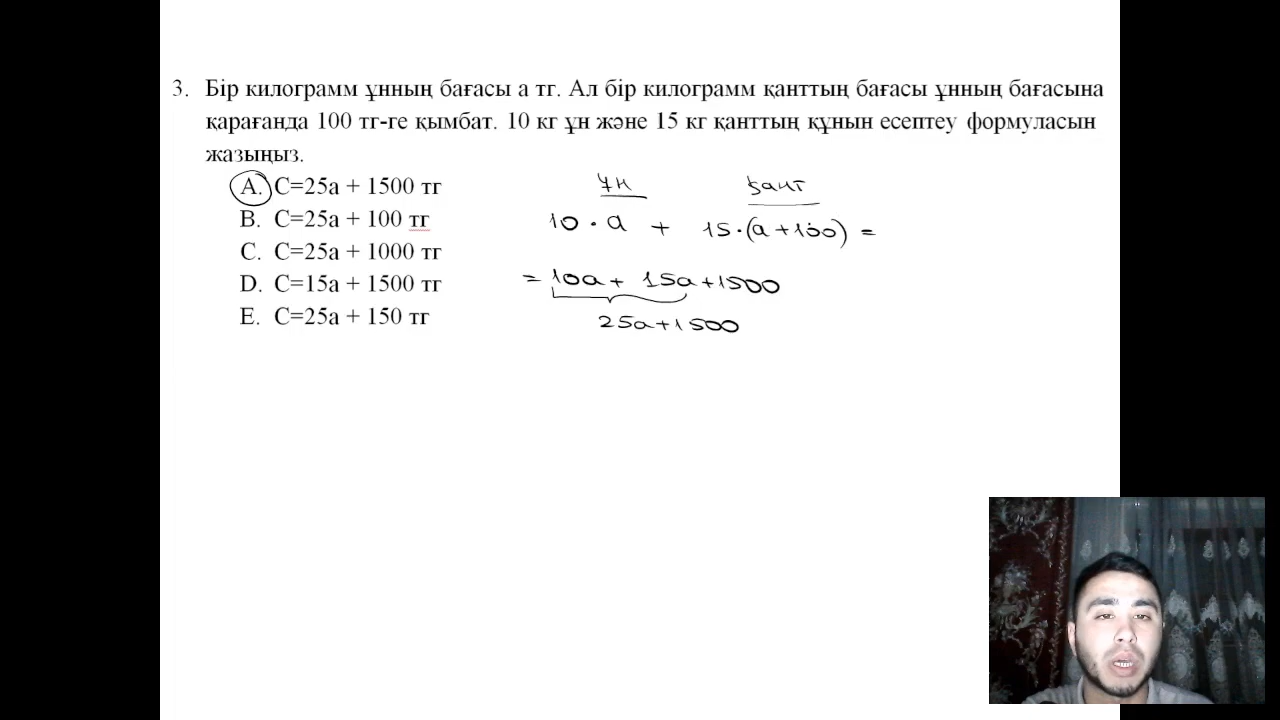 3. Бір килограмм ұнның бағасы а тг. Ал бір килограмм қанттың бағасы ұнның бағасына
қарағанда 100 тг-ге қымбат. 10 кг ұн және 15 кг қанттың құнын есептеу формуласын
жазыңыз.
A. C=25a + 1500 тг
B. C=25a + 100 тг
C. C=25a + 1000 тг
D. C=15a + 1500 тг
E. C=25a + 150 тг
ұн қант
10 · a + 15·(a+100) =
= 10a + 15a+1500
25a+1500